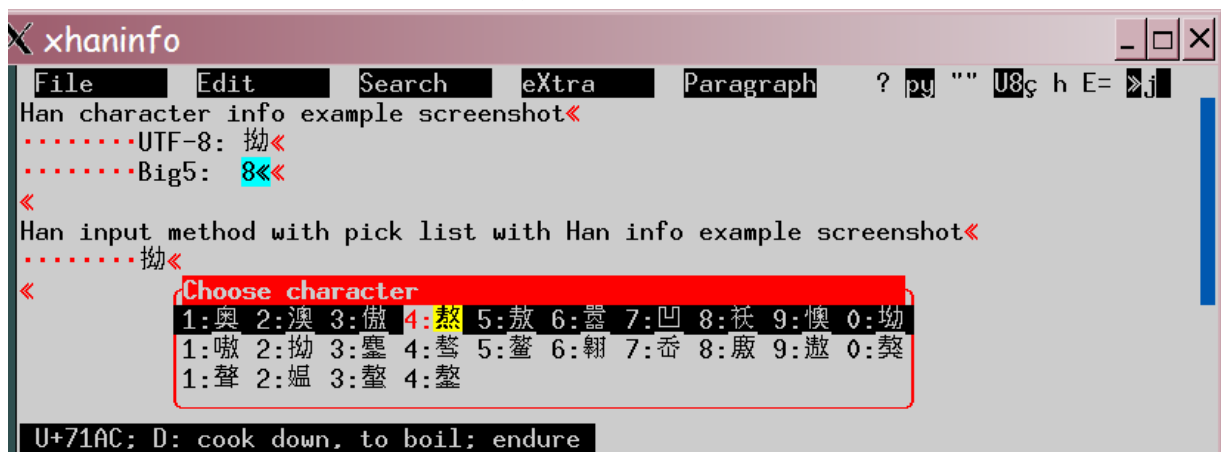 xhaninfo
File Edit Search eXtra Paragraph ? py "" U8ç h E= »j
Han character info example screenshot«
········UTF-8: 拗«
········Big5: 8««
«
Han input method with pick list with Han info example screenshot«
········拗«
«
Choose character
1:奥 2:澳 3:傲 4:熬 5:敖 6:嚣 7:凹 8:袄 9:懊 0:坳
1:嗷 2:拗 3:鏖 4:骜 5:鳌 6:翱 7:岙 8:廒 9:遨 0:獒
1:聱 2:媪 3:螯 4:鏊
U+71AC; D: cook down, to boil; endure